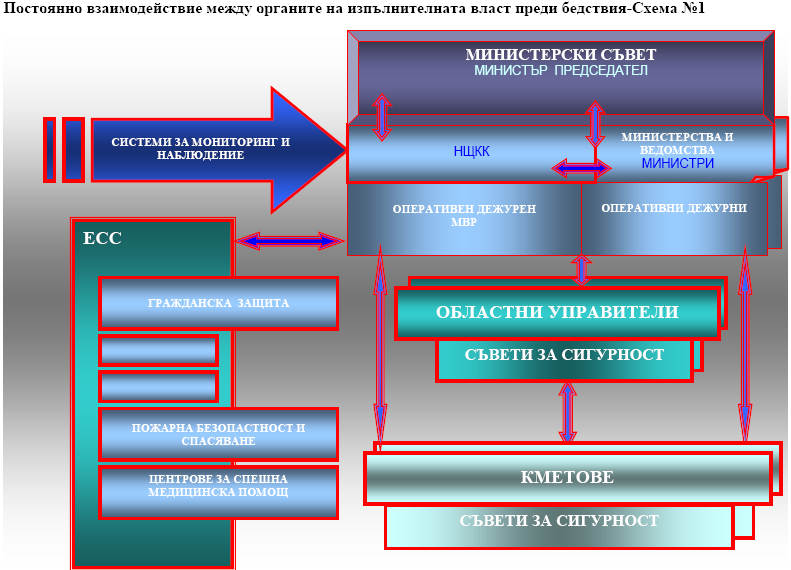 Постоянно взаимодействие между органите на изпълнителната власт преди бедствия-Схема №1
МИНИСТЕРСКИ СЪВЕТ
МИНИСТЪР ПРЕДСЕДАТЕЛ
СИСТЕМИ ЗА МОНИТОРИНГ И
НАБЛЮДЕНИЕ
НЩКК
МИНИСТЕРСТВА И
ВЕДОМСТВА
МИНИСТРИ
ОПЕРАТИВЕН ДЕЖУРЕН
МВР
ОПЕРАТИВНИ ДЕЖУРНИ
ЕСС
ГРАЖДАНСКА ЗАЩИТА
ПОЖАРНА БЕЗОПАСТНОСТ И
СПАСЯВАНЕ
ЦЕНТРОВЕ ЗА СПЕШНА
МЕДИЦИНСКА ПОМОЩ
ОБЛАСТНИ УПРАВИТЕЛИ
СЪВЕТИ ЗА СИГУРНОСТ
КМЕТОВЕ
СЪВЕТИ ЗА СИГУРНОСТ